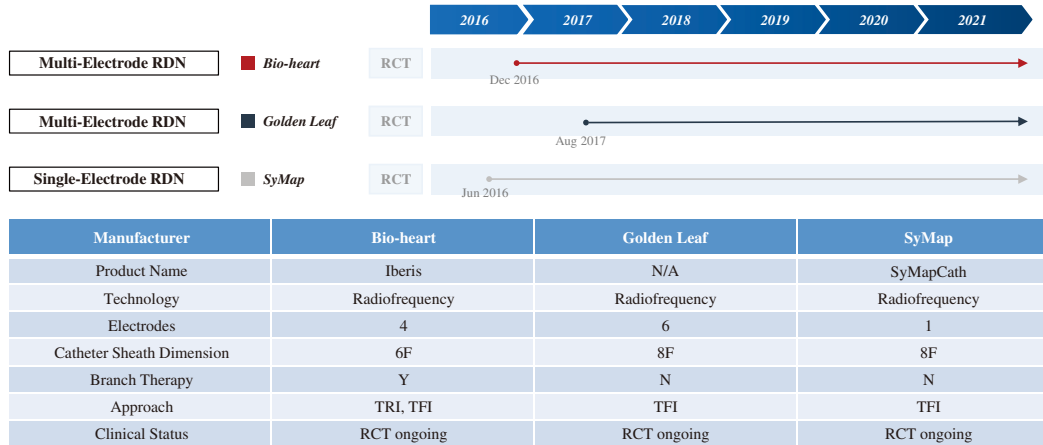 2016 2017 2018 2019 2020 2021
Multi-Electrode RDN Bio-heart RCT
Dec 2016
Multi-Electrode RDN Golden Leaf RCT
Aug 2017
Single-Electrode RDN SyMap RCT
Jun 2016
Manufacturer Bio-heart Golden Leaf SyMap
Product Name Iberis N/A SyMapCath
Technology Radiofrequency Radiofrequency Radiofrequency
Electrodes 4 6 1
Catheter Sheath Dimension 6F 8F 8F
Branch Therapy Y N N
Approach TRI, TFI TFI TFI
Clinical Status RCT ongoing RCT ongoing RCT ongoing